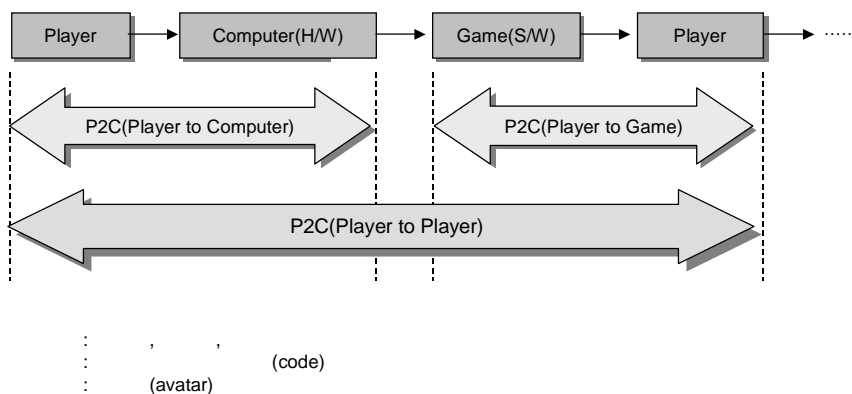 Player Computer(H/W) Game(S/W) Player .....
P2C(Player to Computer) P2C(Player to Game)
P2C(Player to Player)
: , ,
: (code)
: (avatar)